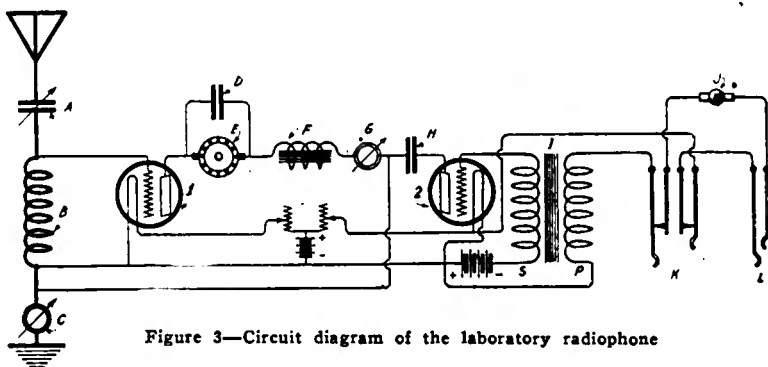 A
B
C
D
E
F
G
H
I
J
K
L
1
2
+
-
+
-
S
P
Figure 3—Circuit diagram of the laboratory radiophone